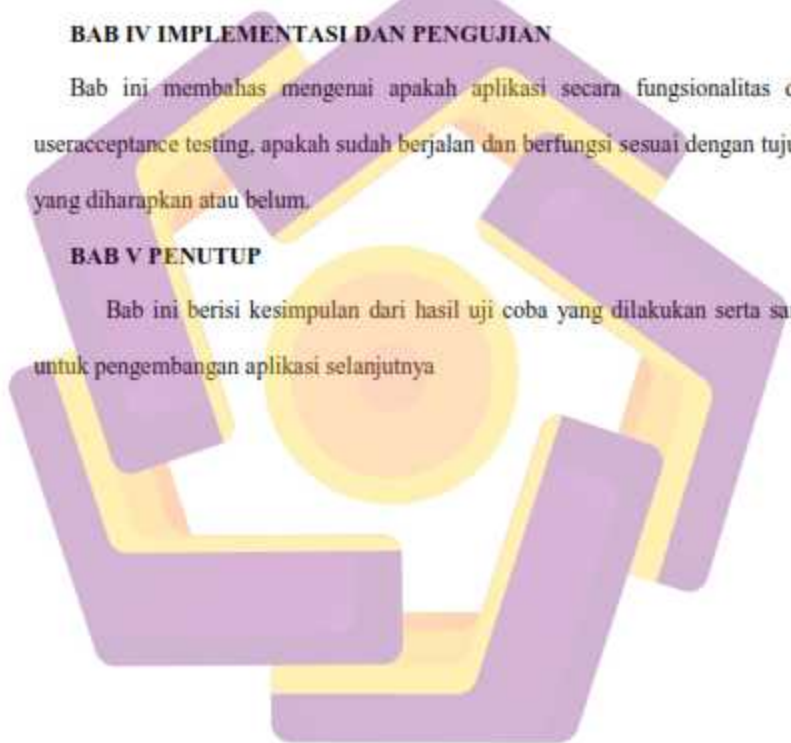 BAB IV IMPLEMENTASI DAN PENGUJIAN
Bab ini membahas mengenai apakah aplikasi secara fungsionalitas
useracceptance testing, apakah sudah berjalan dan berfungsi sesuai dengan
yang diharapkan atau belum.
BAB V PENUTUP
Bab ini berisi kesimpulan dari hasil uji coba yang dilakukan serta
untuk pengembangan aplikasi selanjutnya